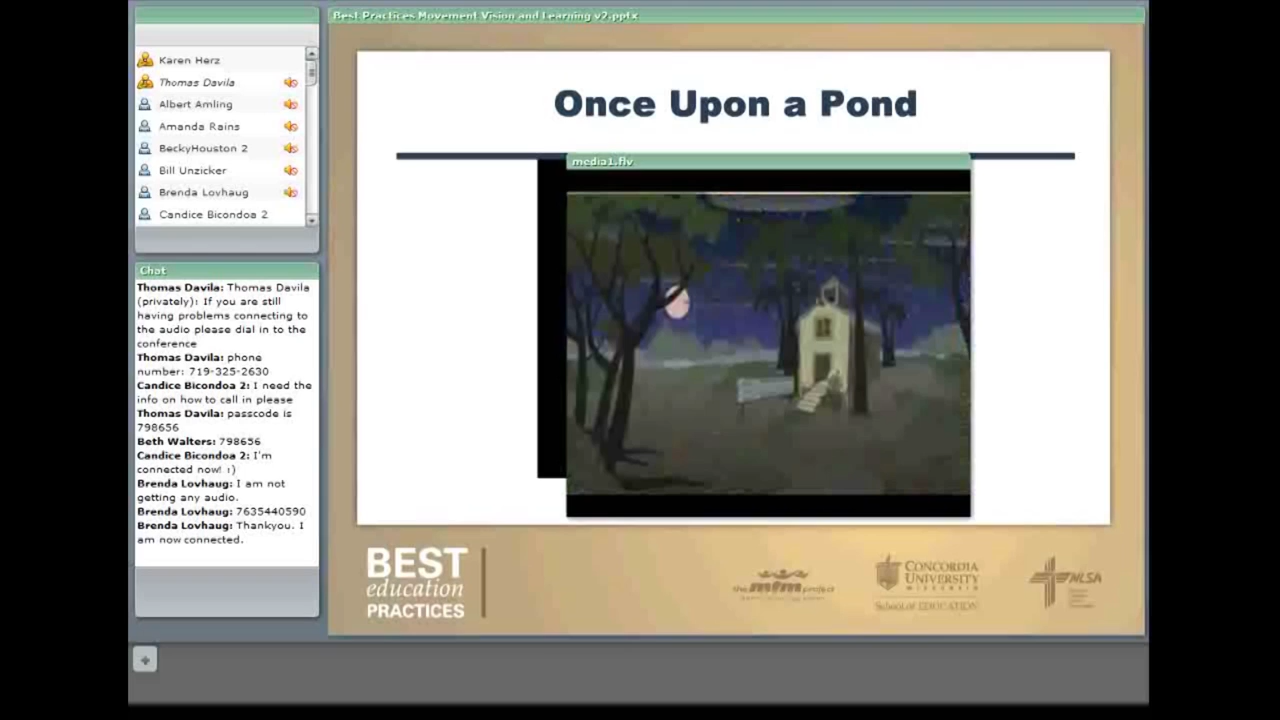 Best Practices Movement Vision and Learning v2.pptx
Karen Herz
Thomas Davila
Albert Amling
Amanda Rains
BeckyHouston 2
Bill Unzicker
Brenda Lovhaug
Candice Bicondoa 2
Chat
Thomas Davila: Thomas Davila
(privately): If you are still
having problems connecting to
the audio please dial in to the
conference
Thomas Davila: phone
number: 719-325-2630
Candice Bicondoa 2: I need the
info on how to call in please
Thomas Davila: passcode is
798656
Beth Walters: 798656
Candice Bicondoa 2: I'm
connected now! :)
Brenda Lovhaug: I am not
getting any audio.
Brenda Lovhaug: 7635440590
Brenda Lovhaug: Thankyou. I
am now connected.
Once Upon a Pond
media1.flv
BEST
education
PRACTICES
the mfm project
CONCORDIA
UNIVERSITY
WISCONSIN
School of EDUCATION
NLSA